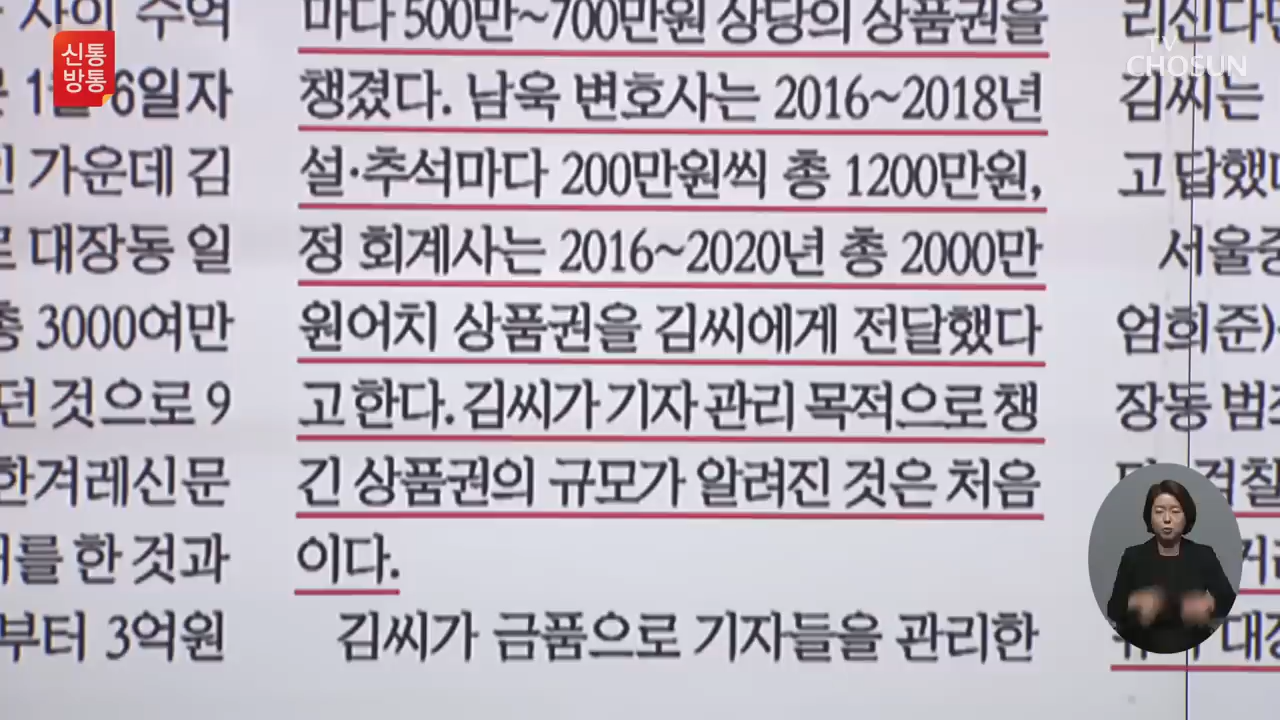 신통
방통
TV
CHOSUN
사이 수억
6일자
가운데 김
대장동 일
3000여만
던 것으로 9
한겨레신문
를 한 것과
부터 3억원
마다 500만~700만원 상당의 상품권을
챙겼다. 남욱 변호사는 2016~2018년
설·추석마다 200만원씩 총 1200만원,
정 회계사는 2016~2020년 총 2000만
원어치 상품권을 김씨에게 전달했다
고 한다. 김씨가 기자 관리 목적으로 챙
긴 상품권의 규모가 알려진 것은 처음
이다.
김씨가 금품으로 기자들을 관리한
리신다면
김씨는
고 답했
서울중
엄희준)
장동 범
검찰
대장